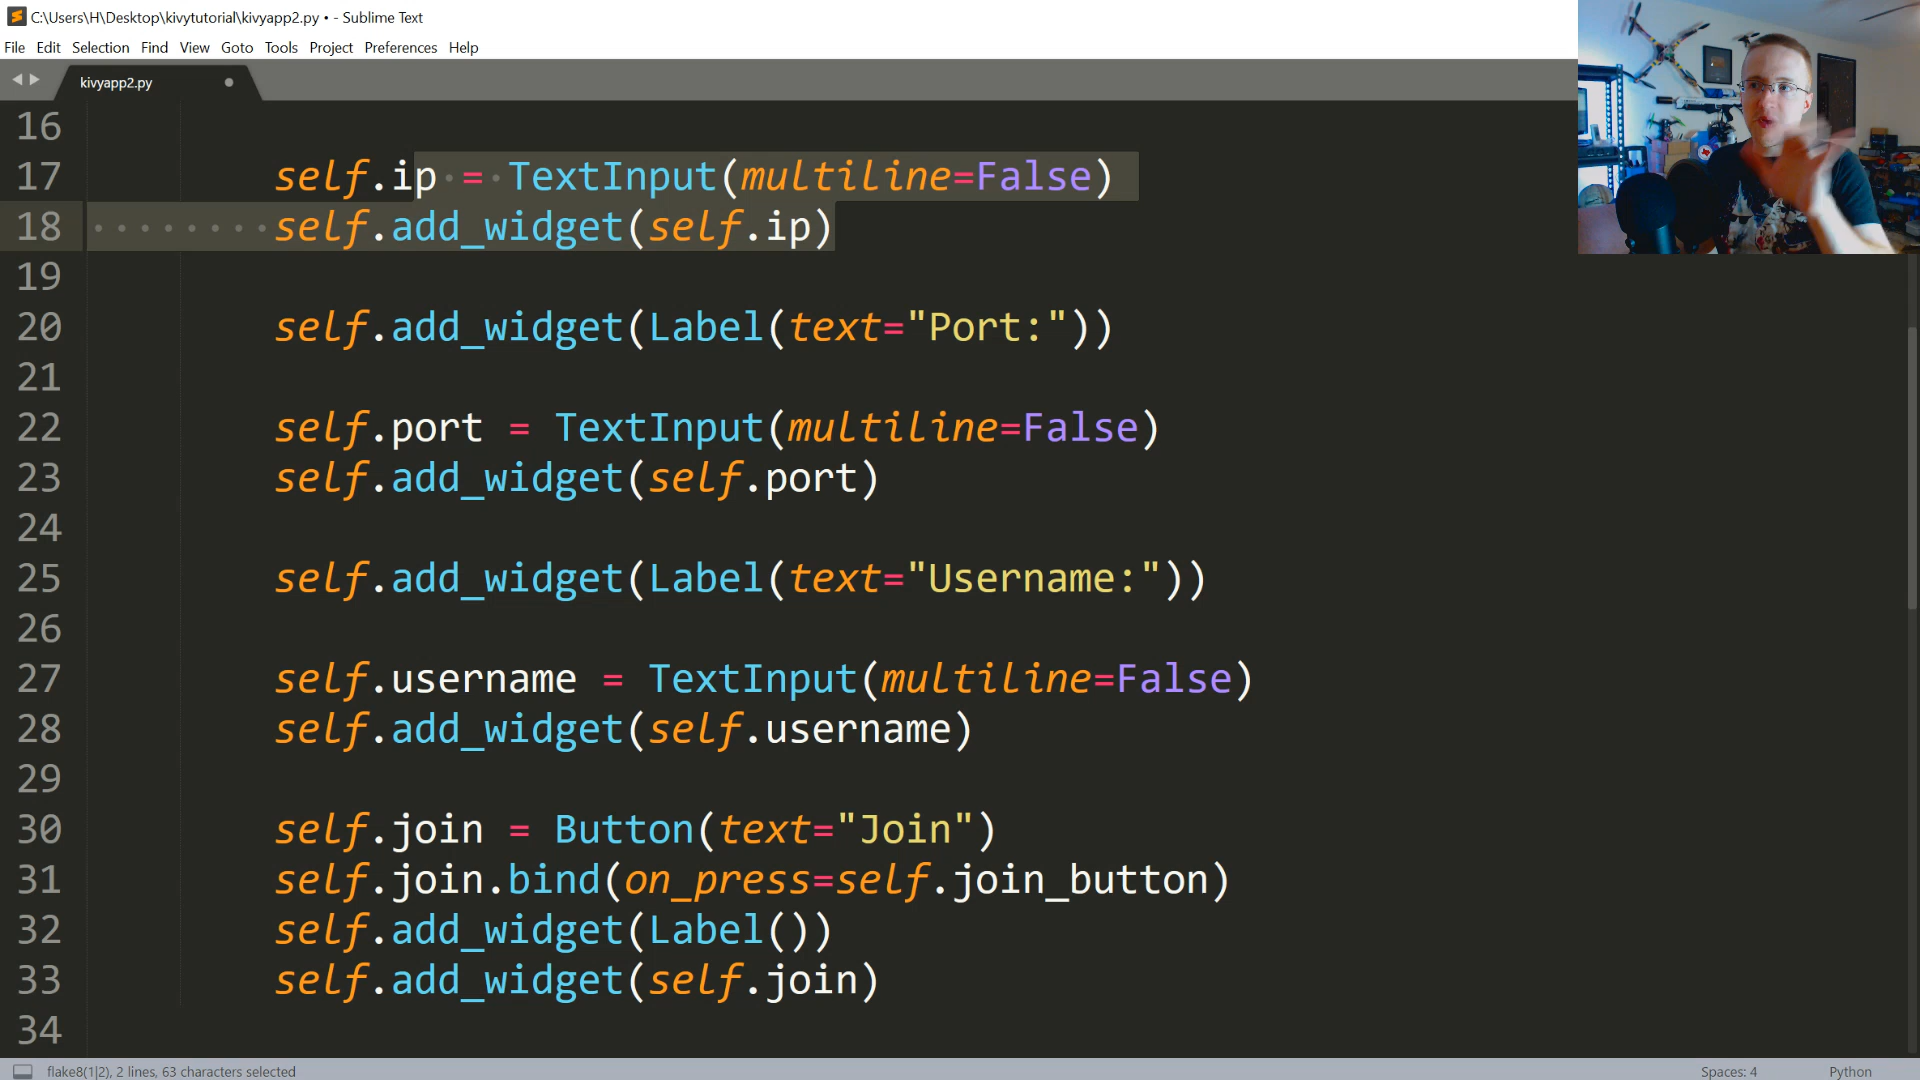 C:\Users\H\Desktop\kivytutorial\kivyapp2.py • - Sublime Text
File Edit Selection Find View Goto Tools Project Preferences Help
kivyapp2.py
16
17 self.ip = TextInput(multiline=False)
18 self.add_widget(self.ip)
19
20 self.add_widget(Label(text="Port:"))
21
22 self.port = TextInput(multiline=False)
23 self.add_widget(self.port)
24
25 self.add_widget(Label(text="Username:"))
26
27 self.username = TextInput(multiline=False)
28 self.add_widget(self.username)
29
30 self.join = Button(text="Join")
31 self.join.bind(on_press=self.join_button)
32 self.add_widget(Label())
33 self.add_widget(self.join)
34
flake8(1|2), 2 lines, 63 characters selected Spaces: 4 Python